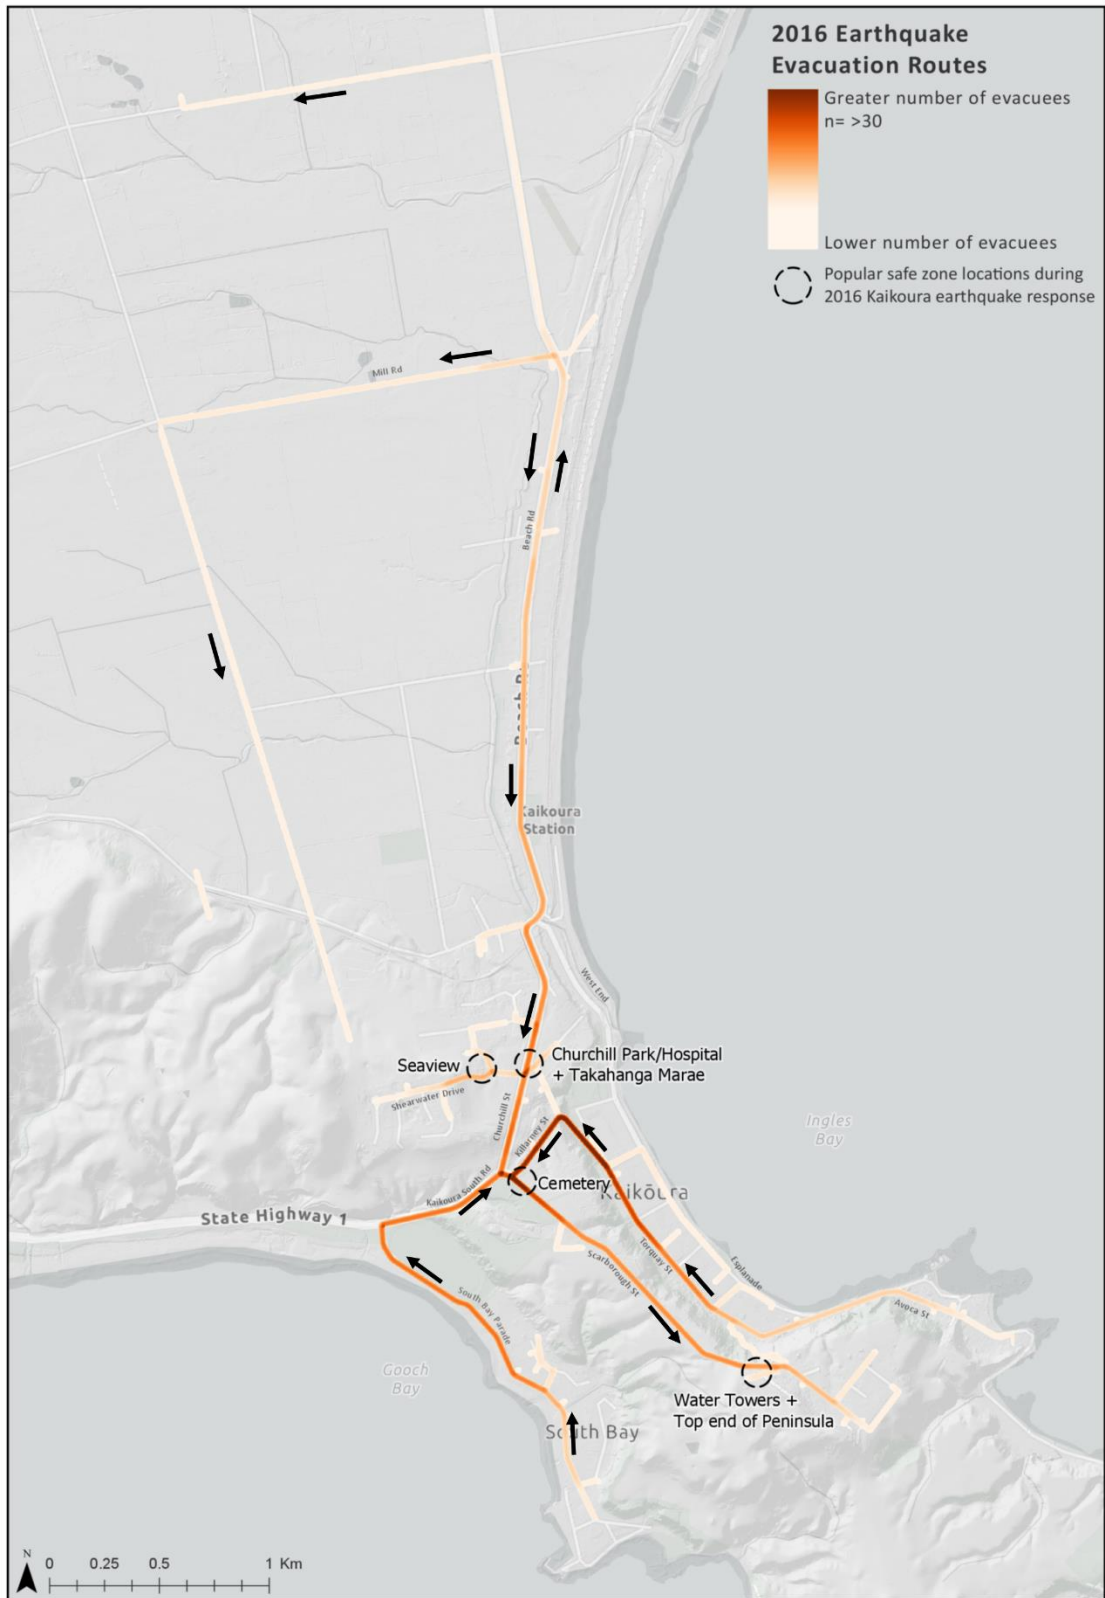 2016 Earthquake
Evacuation Routes
Greater number of evacuees
n= >30
Lower number of evacuees
Popular safe zone locations during
2016 Kaikoura earthquake response
Mill Rd
Beach Rd
Beach Rd
Kaikoura
Station
West End
Seaview
Churchill Park/Hospital
+ Takahanga Marae
Shearwater Drive
Churchill St
Killarney St
Ingles
Bay
Cemetery
Kaikōura
Kaikoura South Rd
State Highway 1
Torquay St
Scarborough St
Esplanade
Avoca St
South Bay Parade
Gooch
Bay
Water Towers +
Top end of Peninsula
South Bay
N
0 0.25 0.5 1 Km